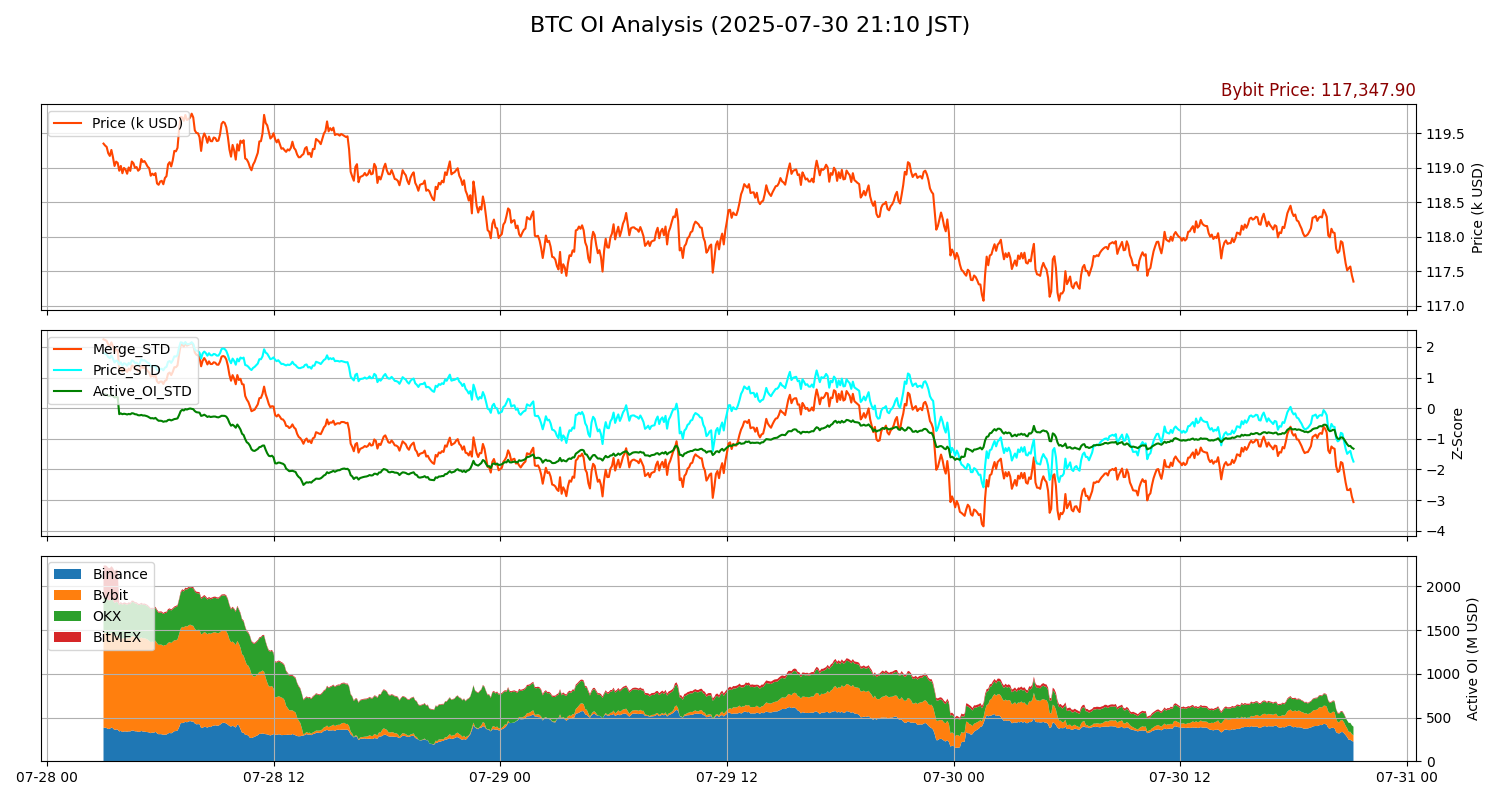 BTC OI Analysis (2025-07-30 21:10 JST)
Bybit Price: 117,347.90
Price (k USD)
119.5
119.0
118.5
118.0
117.5
117.0
Price (k USD)
Merge_STD
Price_STD
Active_OI_STD
2
1
0
−1
−2
−3
−4
Z-Score
Binance
Bybit
OKX
BitMEX
2000
1500
1000
500
0
Active OI (M USD)
07-28 00
07-28 12
07-29 00
07-29 12
07-30 00
07-30 12
07-31 00